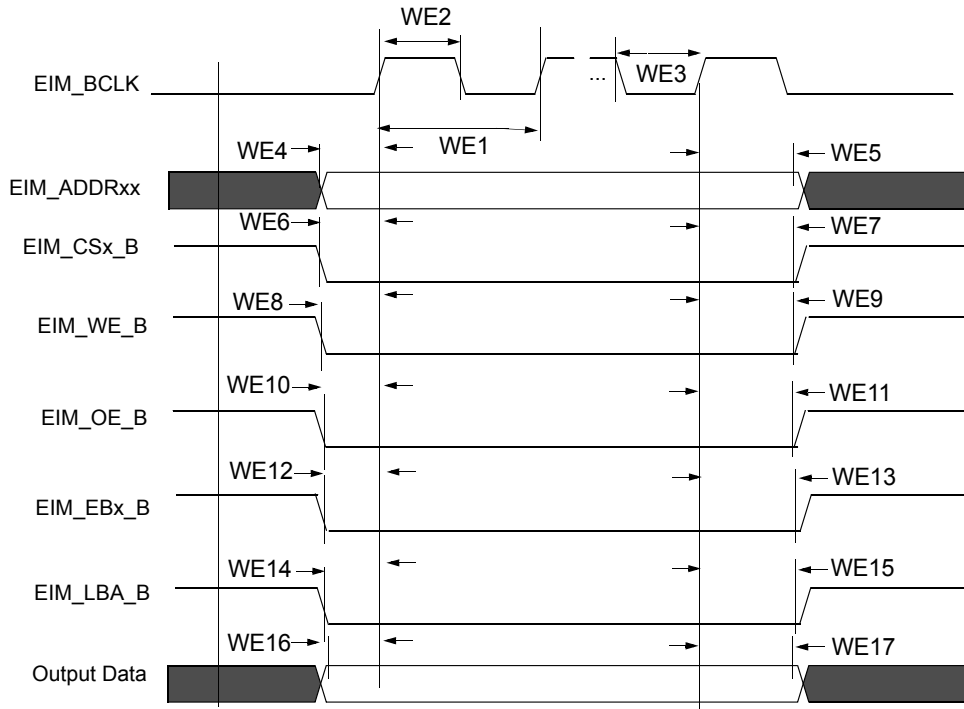 WE2
EIM_BCLK
...
WE3
WE1
WE4
WE5
EIM_ADDRxx
WE6
WE7
EIM_CSx_B
WE8
WE9
EIM_WE_B
WE10
WE11
EIM_OE_B
WE12
WE13
EIM_EBx_B
WE14
WE15
EIM_LBA_B
WE16
WE17
Output Data